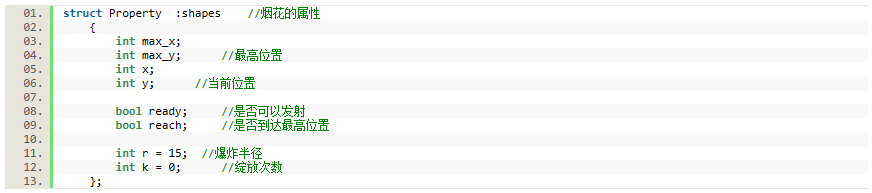 01. struct Property  :shapes    //烟花的属性
02.     {
03.         int max_x;
04.         int max_y;      //最高位置
05.         int x;
06.         int y;      //当前位置
07.
08.         bool ready;     //是否可以发射
09.         bool reach;     //是否到达最高位置
10.
11.         int r = 15;  //爆炸半径
12.         int k = 0;      //绽放次数
13.     };